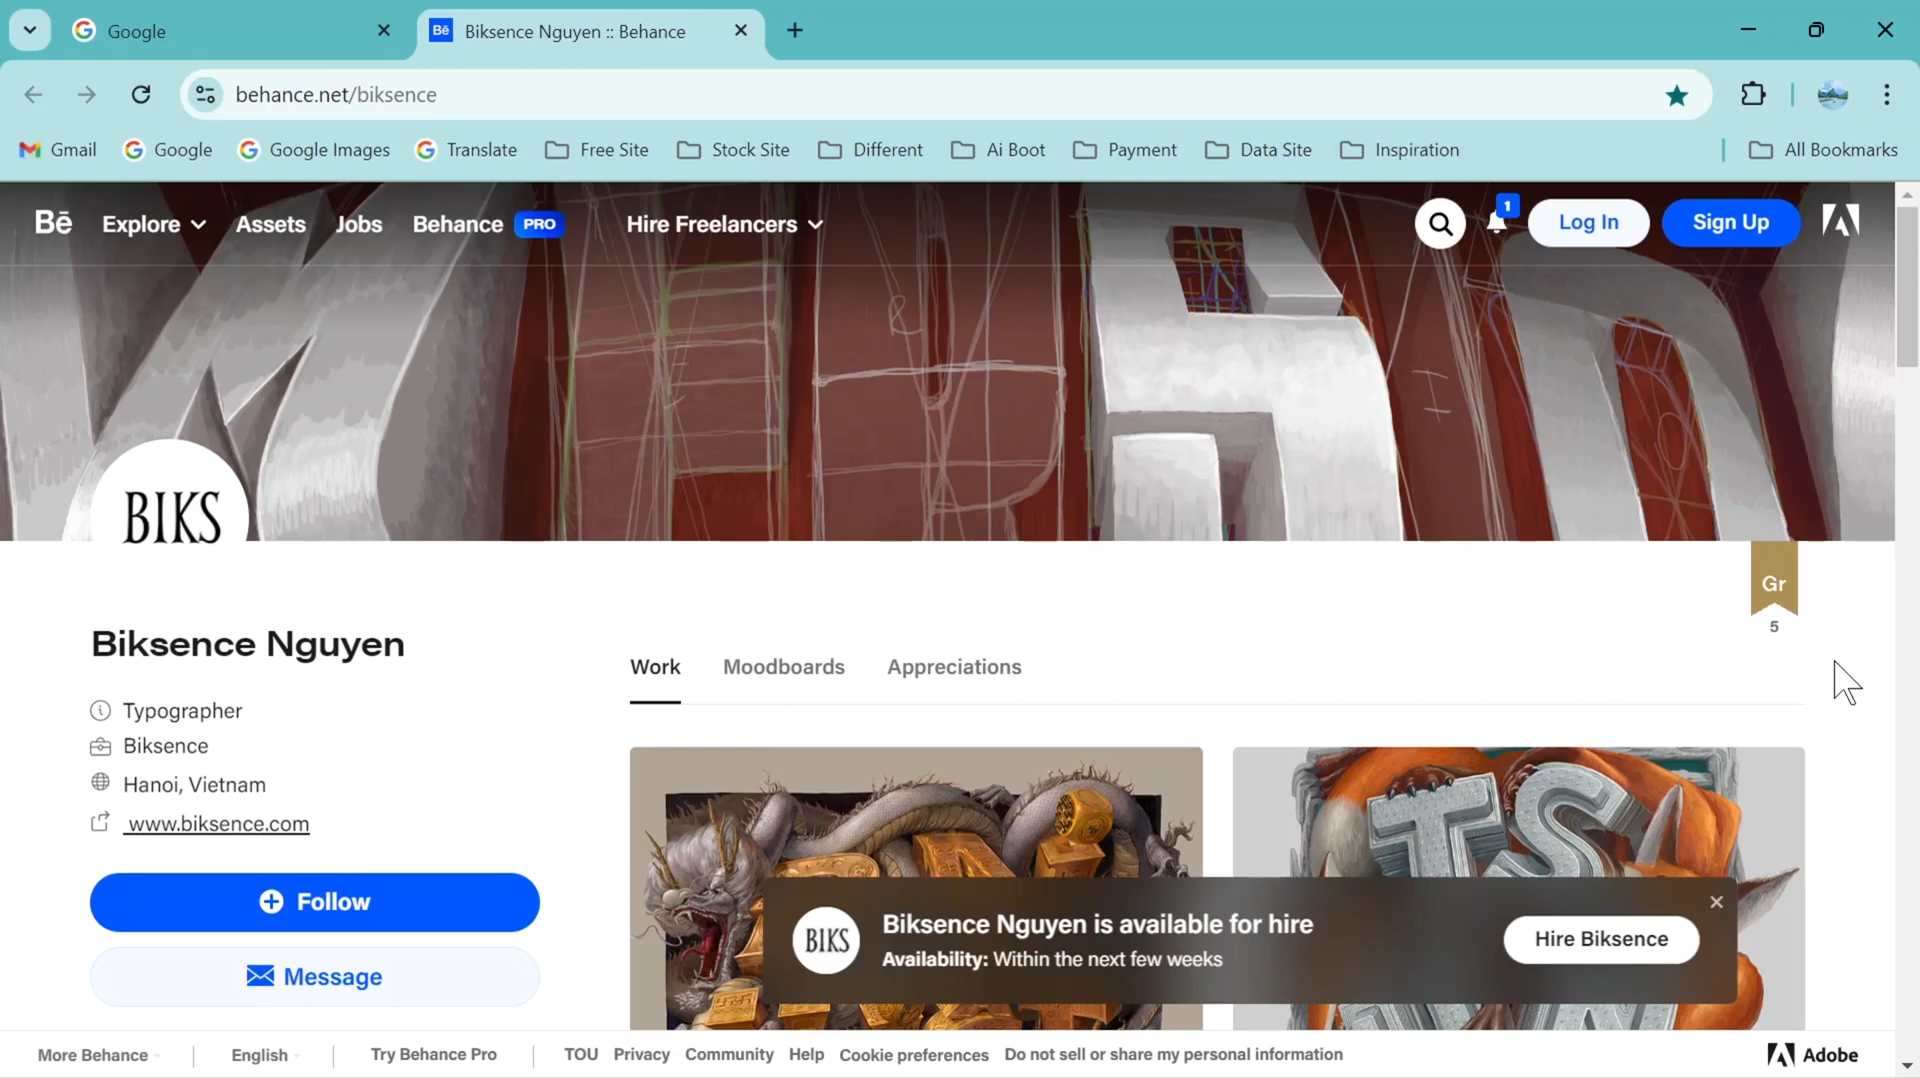 Google
Bē Biksence Nguyen :: Behance
behance.net/biksence
Gmail Google Google Images Translate Free Site Stock Site Different Ai Boot Payment Data Site Inspiration All Bookmarks
Bē Explore Assets Jobs Behance PRO Hire Freelancers 1 Log In Sign Up
BIKS
Gr
5
Biksence Nguyen
Work Moodboards Appreciations
Typographer
Biksence
Hanoi, Vietnam
www.biksence.com
Follow
Message
TS
BIKS
Biksence Nguyen is available for hire
Availability: Within the next few weeks
Hire Biksence
More Behance English Try Behance Pro TOU Privacy Community Help Cookie preferences Do not sell or share my personal information Adobe